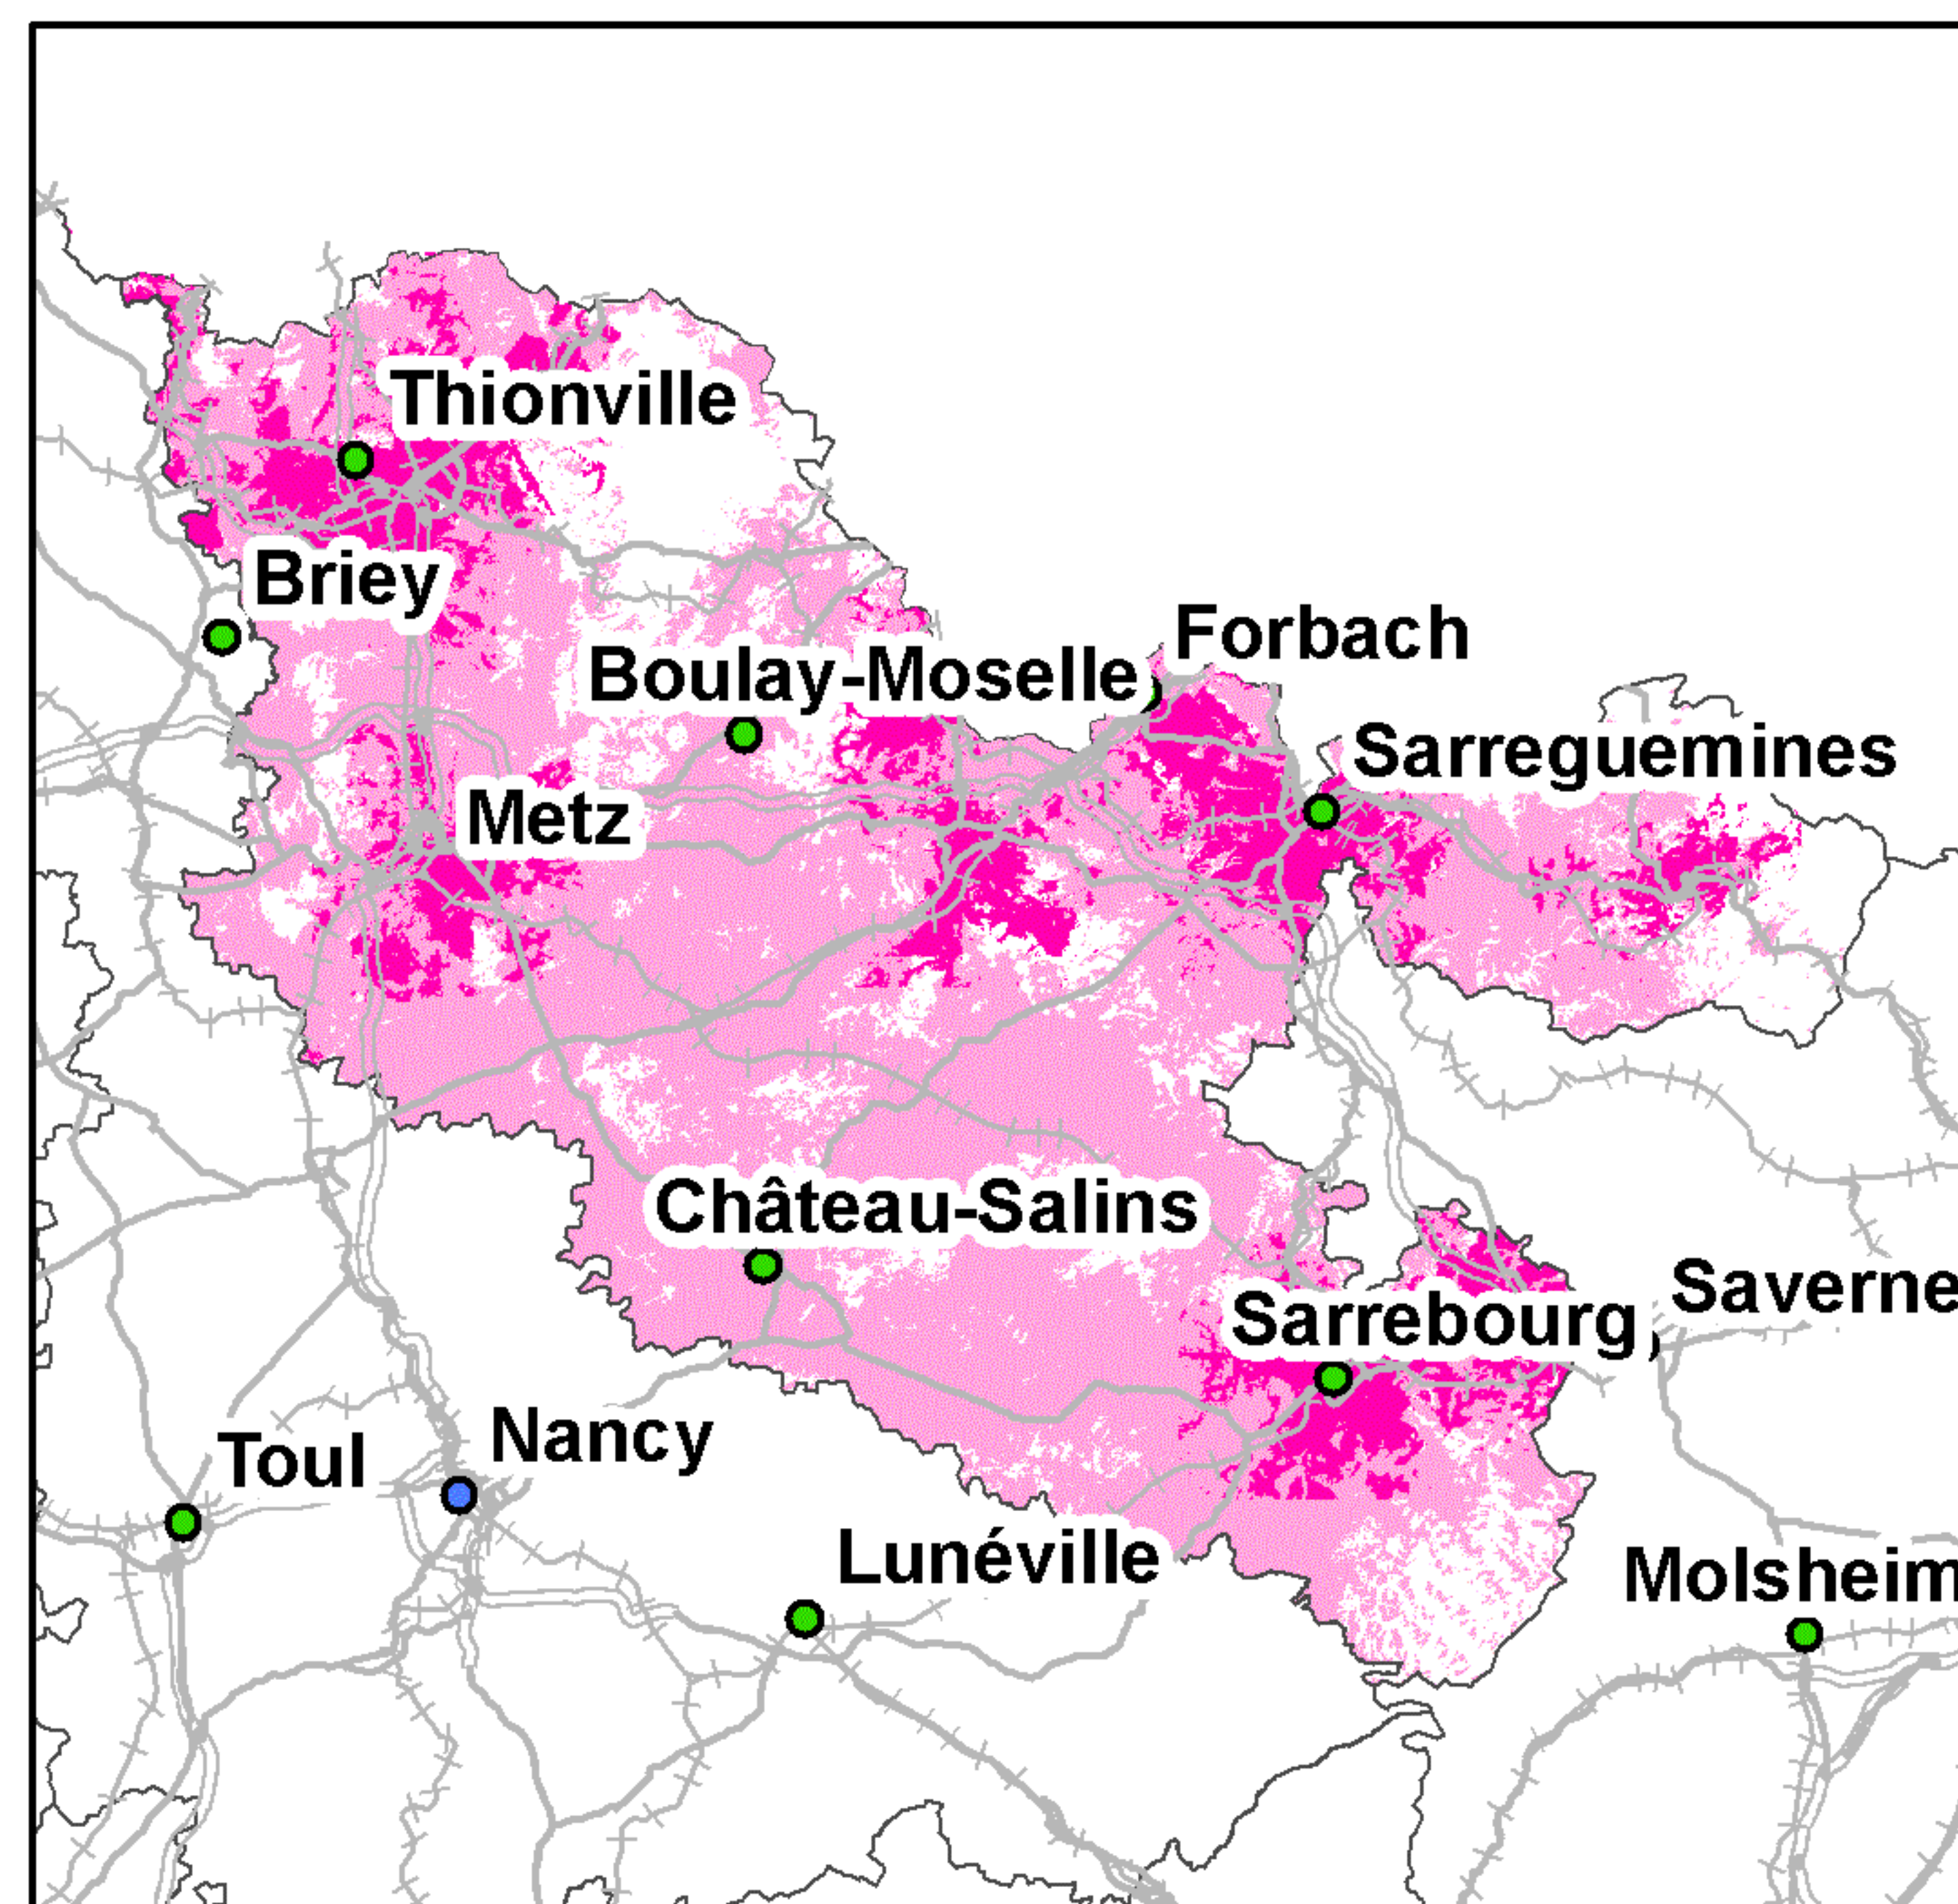 Thionville
Briey
Forbach
Boulay-Moselle
Sarreguemines
Metz
Château-Salins
Saverne
Sarrebourg
Nancy
Toul
Lunéville
Molsheim